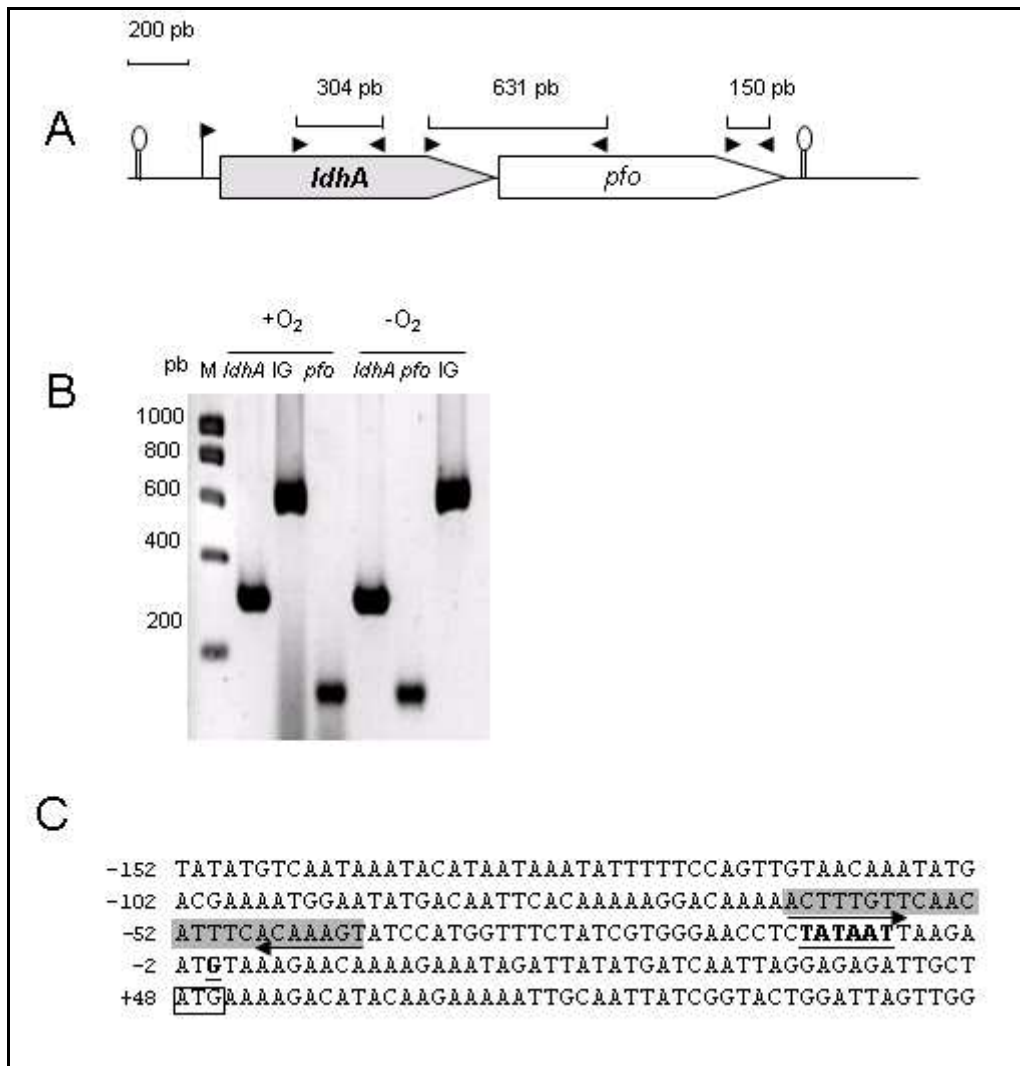 200 pb
304 pb 631 pb 150 pb
A
ldhA pfo
+O₂ -O₂
pb M ldhA IG pfo ldhA pfo IG
B
1000
800
600
400
200
C
-152 TATATGTCAATAAATACATAATAAATATTTTTCCAGTTGTAACAAATATG
-102 ACGAAAATGGAATATGACAATTCACAAAAAGGACAAAAACTTTGTTCAAC
-52 ATTTCACAAAGTATCCATGGTTTCTATCGTGGGAACCTCTATAATTAAGA
-2 ATGTAAAGAACAAAAGAAATAGATTATATGATCAATTAGGAGAGATTGCT
+48 ATGAAAAGACATACAAGAAAAATTGCAATTATCGGTACTGGATTAGTTGG